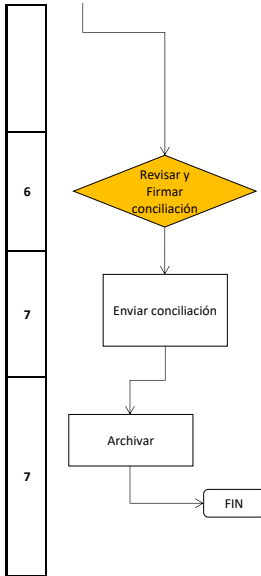 6
Revisar y
Firmar
conciliación
7
Enviar conciliación
7
Archivar
FIN